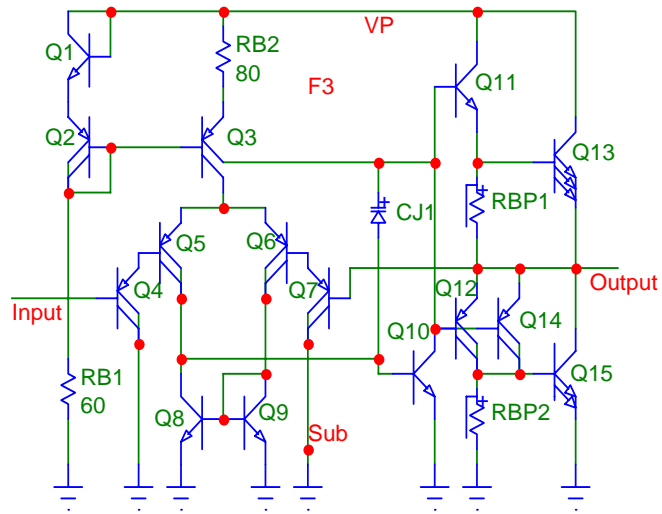 VP
Q1
RB2
80
F3
Q11
Q2
Q3
Q13
CJ1
RBP1
Q5
Q6
Q4
Q7
Q12
Output
Input
Q10
Q14
RB1
60
Q15
Q8
Q9
Sub
RBP2